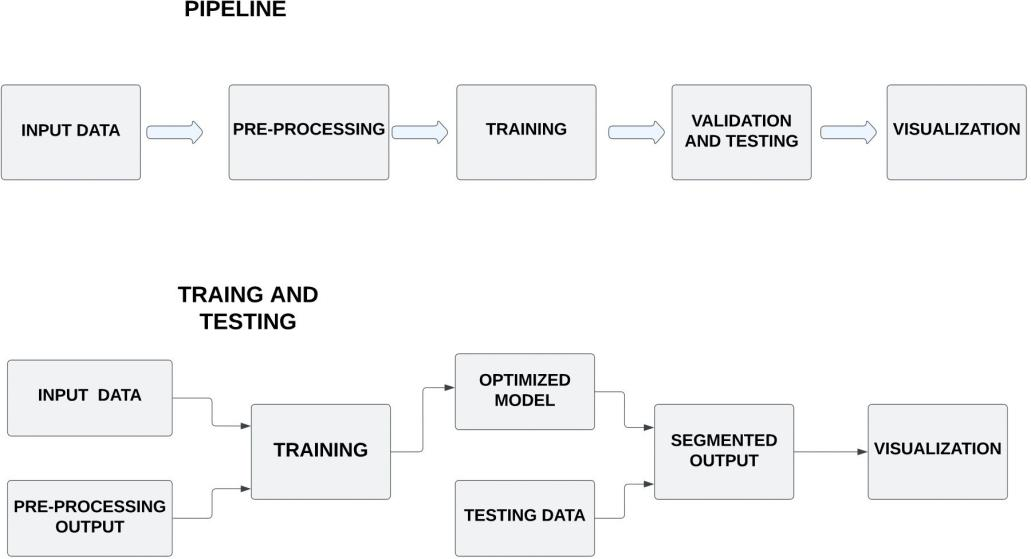 PIPELINE
INPUT DATA
PRE-PROCESSING
TRAINING
VALIDATION
AND TESTING
VISUALIZATION
TRAING AND
TESTING
INPUT DATA
PRE-PROCESSING
OUTPUT
TRAINING
OPTIMIZED
MODEL
TESTING DATA
SEGMENTED
OUTPUT
VISUALIZATION